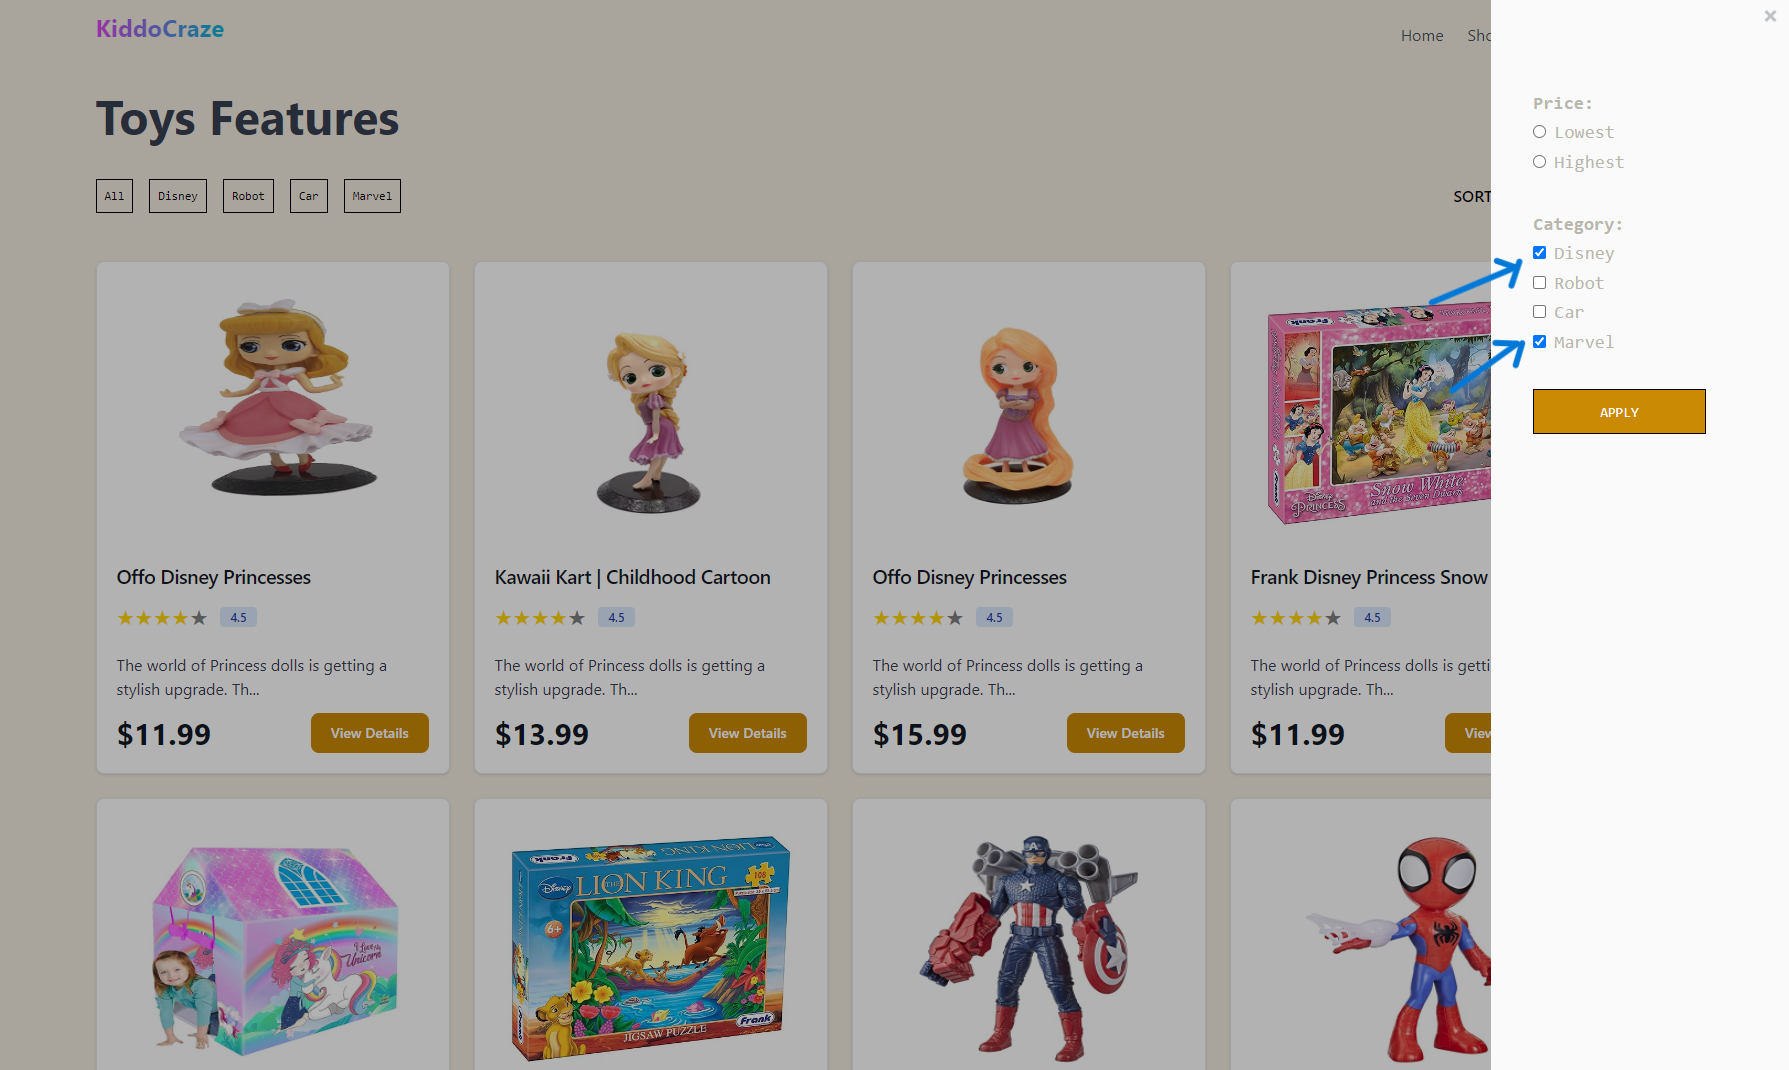 KiddoCraze
Home Sho
×
Toys Features
All Disney Robot Car Marvel
SORT
Price:
Lowest
Highest
Category:
Disney
Robot
Car
Marvel
APPLY
Frank
Disney
PRINCESS
Snow White
and the Seven Dwarfs
Frank
Offo Disney Princesses
4.5
The world of Princess dolls is getting a
stylish upgrade. Th...
$11.99 View Details
Kawaii Kart | Childhood Cartoon
4.5
The world of Princess dolls is getting a
stylish upgrade. Th...
$13.99 View Details
Offo Disney Princesses
4.5
The world of Princess dolls is getting a
stylish upgrade. Th...
$15.99 View Details
Frank Disney Princess Snow
4.5
The world of Princess dolls is getti
stylish upgrade. Th...
$11.99 View
I Love My
Unicorn
Frank
LION KING
Disney
THE
LION KING
108
6+
JIGSAW PUZZLE
Frank
A